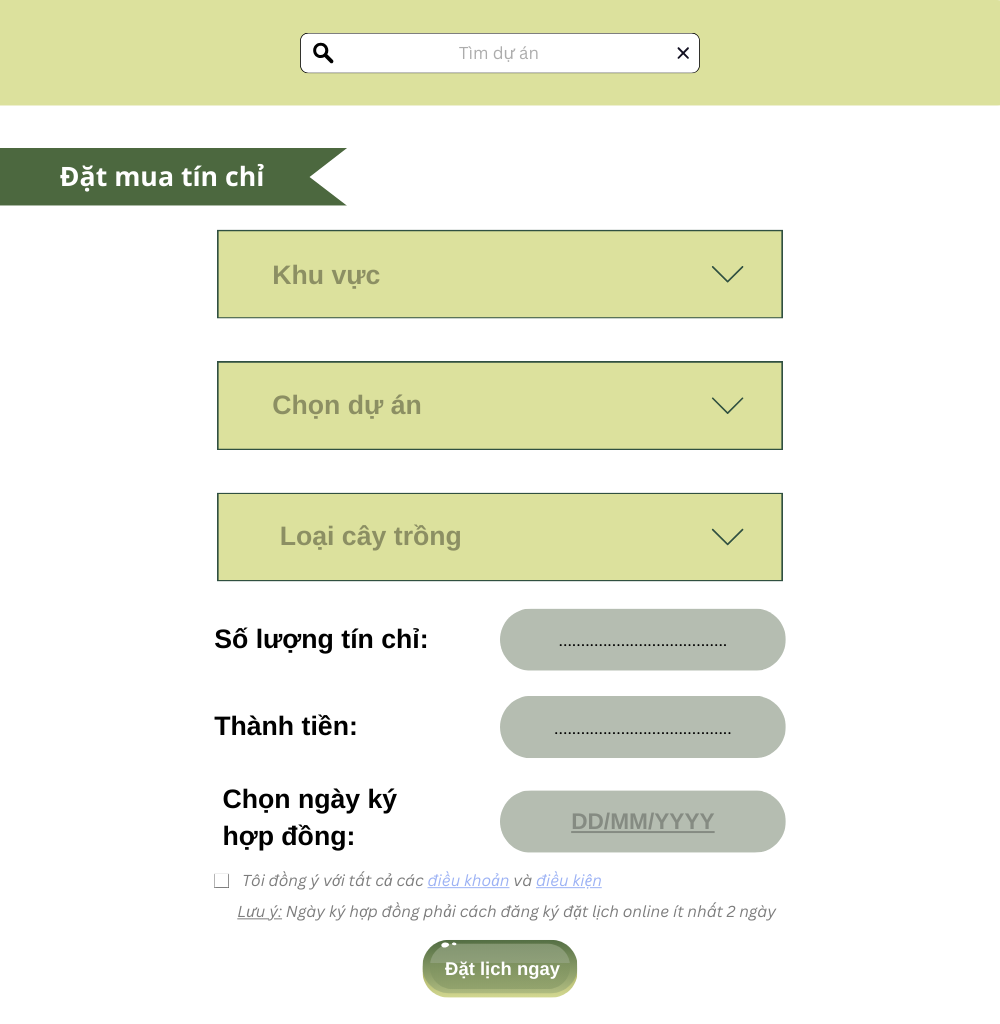 Tìm dự án
Đặt mua tín chỉ
Khu vực
Chọn dự án
Loại cây trồng
Số lượng tín chỉ: ......................................
Thành tiền: ........................................
Chọn ngày ký
hợp đồng:
DD/MM/YYYY
Tôi đồng ý với tất cả các điều khoản và điều kiện
Lưu ý: Ngày ký hợp đồng phải cách đăng ký đặt lịch online ít nhất 2 ngày
Đặt lịch ngay